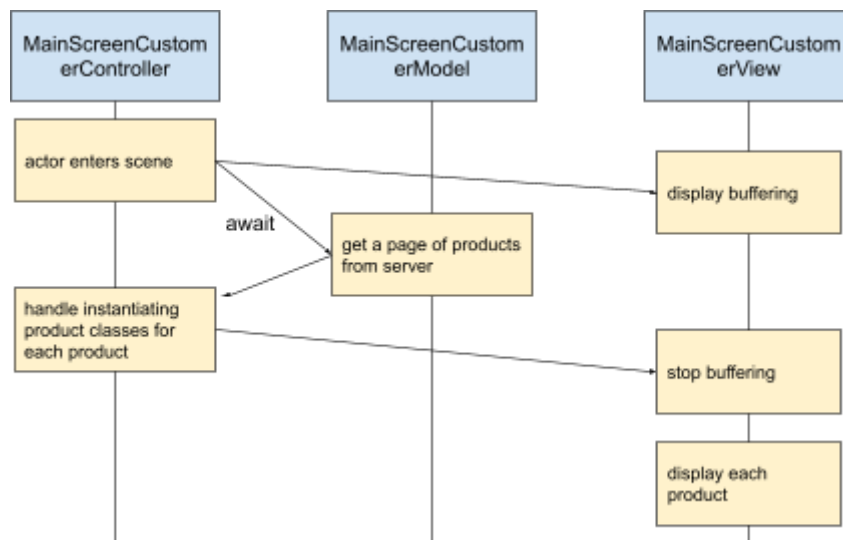 MainScreenCustom
erController
MainScreenCustom
erModel
MainScreenCustom
erView
actor enters scene
display buffering
await
get a page of products
from server
handle instantiating
product classes for
each product
stop buffering
display each
product